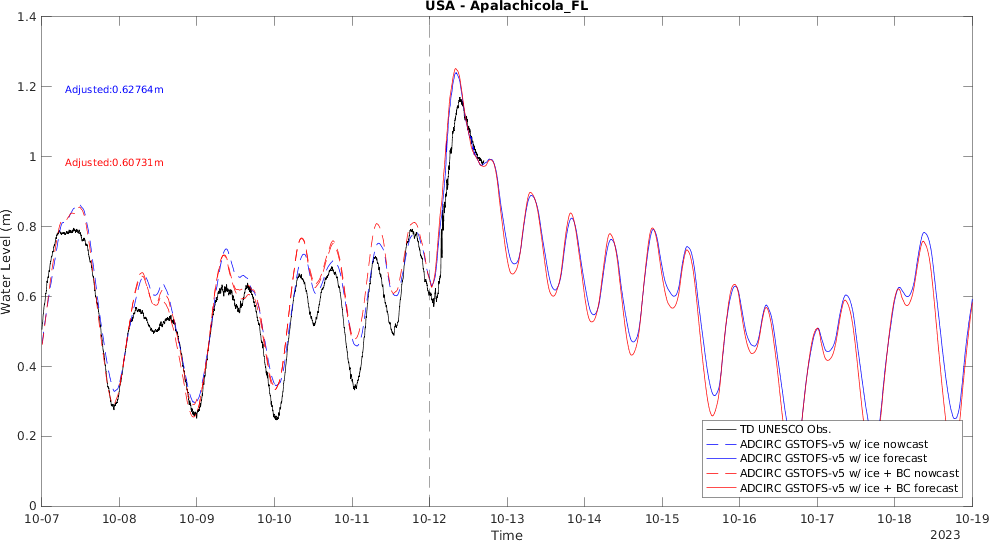 USA - Apalachicola_FL
1.4
1.2
1
0.8
0.6
0.4
0.2
0
Water Level (m)
Adjusted:0.62764m
Adjusted:0.60731m
TD UNESCO Obs.
ADCIRC GSTOFS-v5 w/ ice nowcast
ADCIRC GSTOFS-v5 w/ ice forecast
ADCIRC GSTOFS-v5 w/ ice + BC nowcast
ADCIRC GSTOFS-v5 w/ ice + BC forecast
10-07 10-08 10-09 10-10 10-11 10-12 10-13 10-14 10-15 10-16 10-17 10-18 10-19
Time
2023